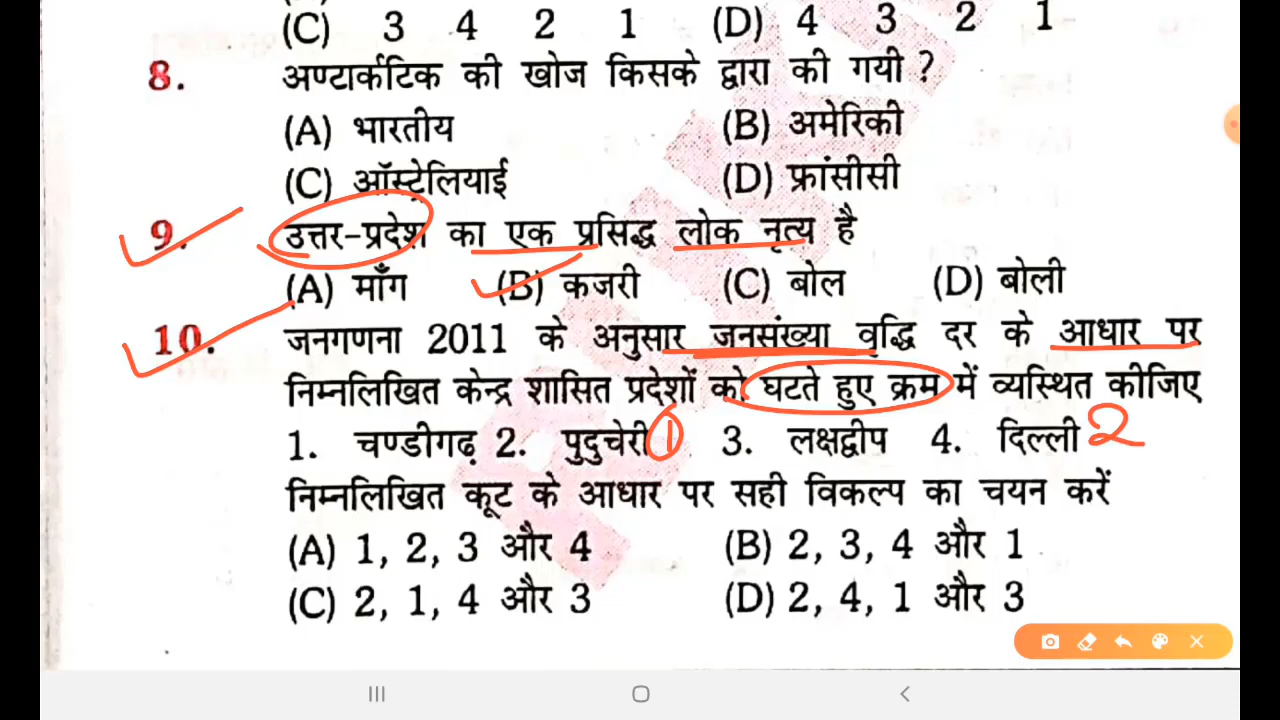 (C) 3 4 2 1 (D) 4 3 2 1
8. अण्टार्कटिक की खोज किसके द्वारा की गयी ?
(A) भारतीय (B) अमेरिकी
(C) ऑस्ट्रेलियाई (D) फ्रांसीसी
9. उत्तर-प्रदेश का एक प्रसिद्ध लोक नृत्य है
(A) माँग (B) कजरी (C) बोल (D) बोली
10. जनगणना 2011 के अनुसार जनसंख्या वृद्धि दर के आधार पर
निम्नलिखित केन्द्र शासित प्रदेशों को घटते हुए क्रम में व्यस्थित कीजिए
1. चण्डीगढ़ 2. पुदुचेरी 1 3. लक्षद्वीप 4. दिल्ली 2
निम्नलिखित कूट के आधार पर सही विकल्प का चयन करें
(A) 1, 2, 3 और 4 (B) 2, 3, 4 और 1
(C) 2, 1, 4 और 3 (D) 2, 4, 1 और 3